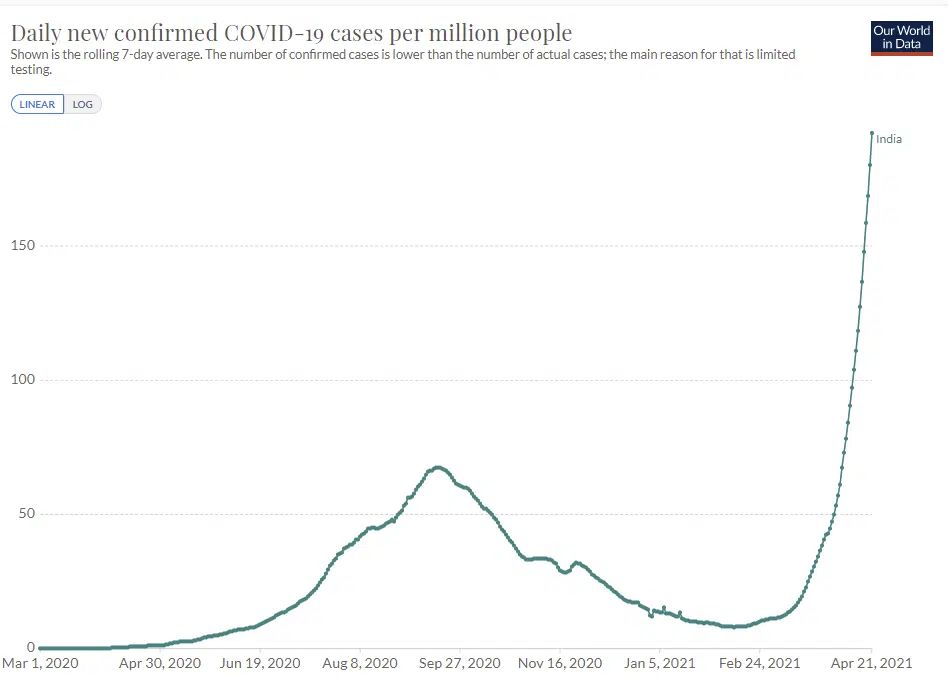 Daily new confirmed COVID-19 cases per million people
Shown is the rolling 7-day average. The number of confirmed cases is lower than the number of actual cases; the main reason for that is limited
testing.
Our World
in Data
LINEAR LOG
India
150
100
50
0
Mar 1, 2020 Apr 30, 2020 Jun 19, 2020 Aug 8, 2020 Sep 27, 2020 Nov 16, 2020 Jan 5, 2021 Feb 24, 2021 Apr 21, 2021